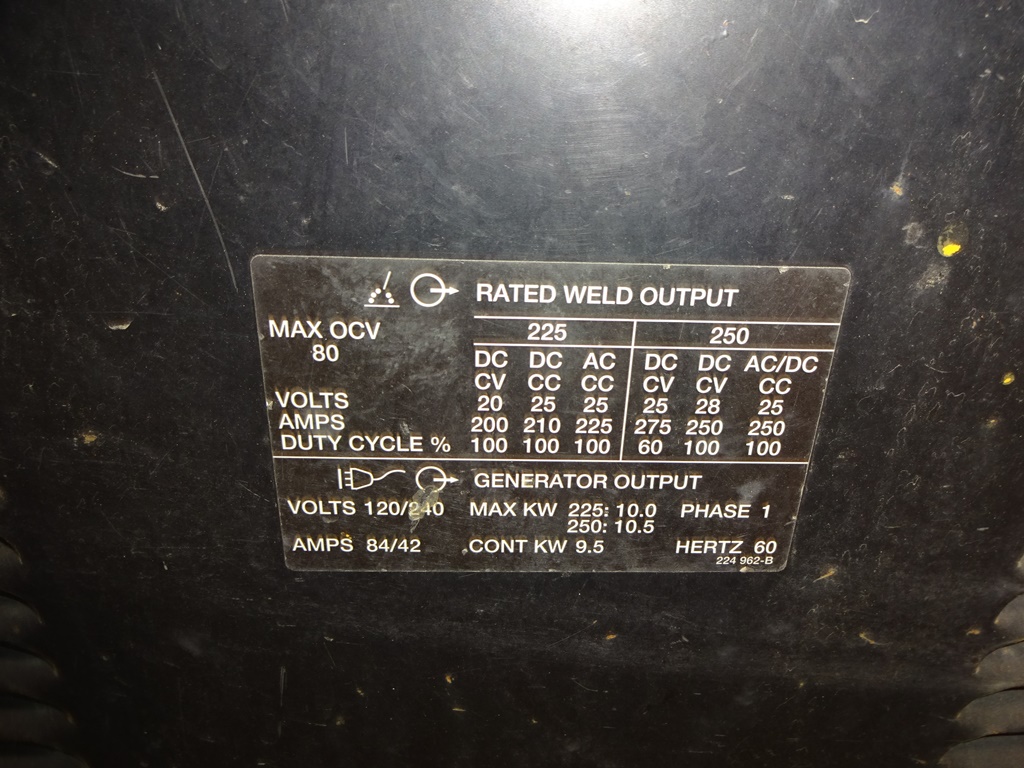 RATED WELD OUTPUT
MAX OCV 225 250
80
DC DC AC DC DC AC/DC
CV CC CC CV CV CC
VOLTS 20 25 25 25 28 25
AMPS 200 210 225 275 250 250
DUTY CYCLE % 100 100 100 60 100 100
GENERATOR OUTPUT
VOLTS 120/240 MAX KW 225: 10.0 PHASE 1
250: 10.5
AMPS 84/42 CONT KW 9.5 HERTZ 60
224 962-B